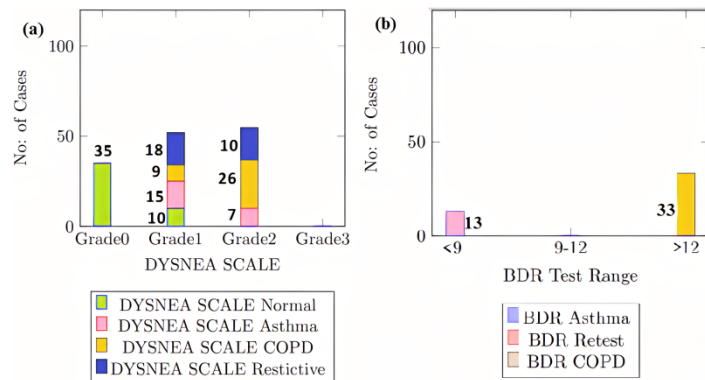 (a)
No: of Cases
100
50
0
35
18
9
15
10
10
26
7
Grade0 Grade1 Grade2 Grade3
DYSNEA SCALE
DYSNEA SCALE Normal
DYSNEA SCALE Asthma
DYSNEA SCALE COPD
DYSNEA SCALE Restictive
(b)
No: of Cases
100
50
0
13
33
<9 9-12 >12
BDR Test Range
BDR Asthma
BDR Retest
BDR COPD